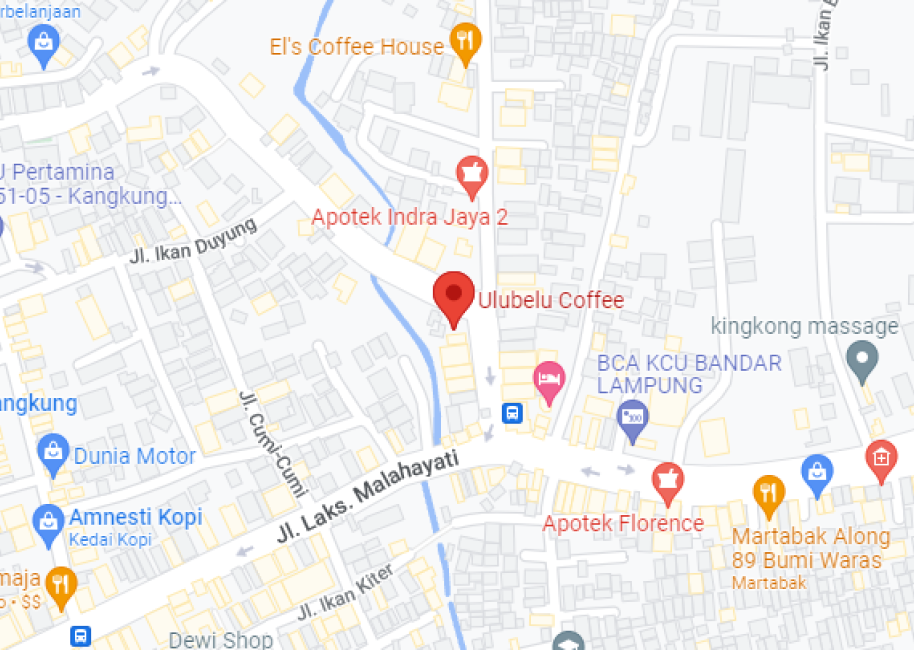 rbelanjaan
El's Coffee House
Jl. Ikan
J Pertamina
51-05 - Kangkung...
Apotek Indra Jaya 2
Jl. Ikan Duyung
Ulubelu Coffee
kingkong massage
BCA KCU BANDAR
LAMPUNG
100
angkung
Jl. Cumi-Cumi
Dunia Motor
Jl. Laks. Malahayati
Amnesti Kopi
Kedai Kopi
Apotek Florence
Martabak Along
89 Bumi Waras
Martabak
maja
o • $$
Jl. Ikan Kiter
Dewi Shop